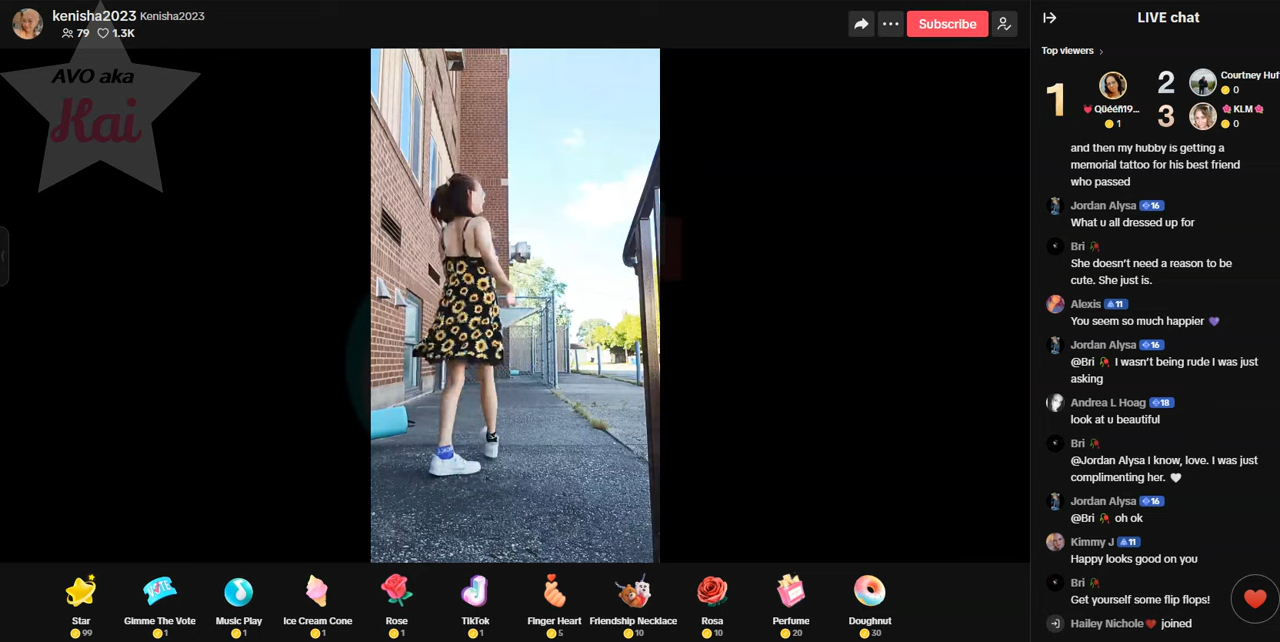 kenisha2023 Kenisha2023
79 1.3K
Subscribe
LIVE chat
AVO aka
Kai
Top viewers
1
Qüéén19...
1
2
Courtney Huf
0
3
KLM
0
and then my hubby is getting a
memorial tattoo for his best friend
who passed
Jordan Alysa 16
What u all dressed up for
Bri
She doesn't need a reason to be
cute. She just is.
Alexis 11
You seem so much happier
Jordan Alysa 16
@Bri I wasn't being rude I was just
asking
Andrea L Hoag 18
look at u beautiful
Bri
@Jordan Alysa I know, love. I was just
complimenting her.
Jordan Alysa 16
@Bri oh ok
Kimmy J 11
Happy looks good on you
Bri
Get yourself some flip flops!
Hailey Nichole joined
Star
99
Gimme The Vote
1
Music Play
1
Ice Cream Cone
1
Rose
1
TikTok
1
Finger Heart
5
Friendship Necklace
10
Rosa
10
Perfume
20
Doughnut
30